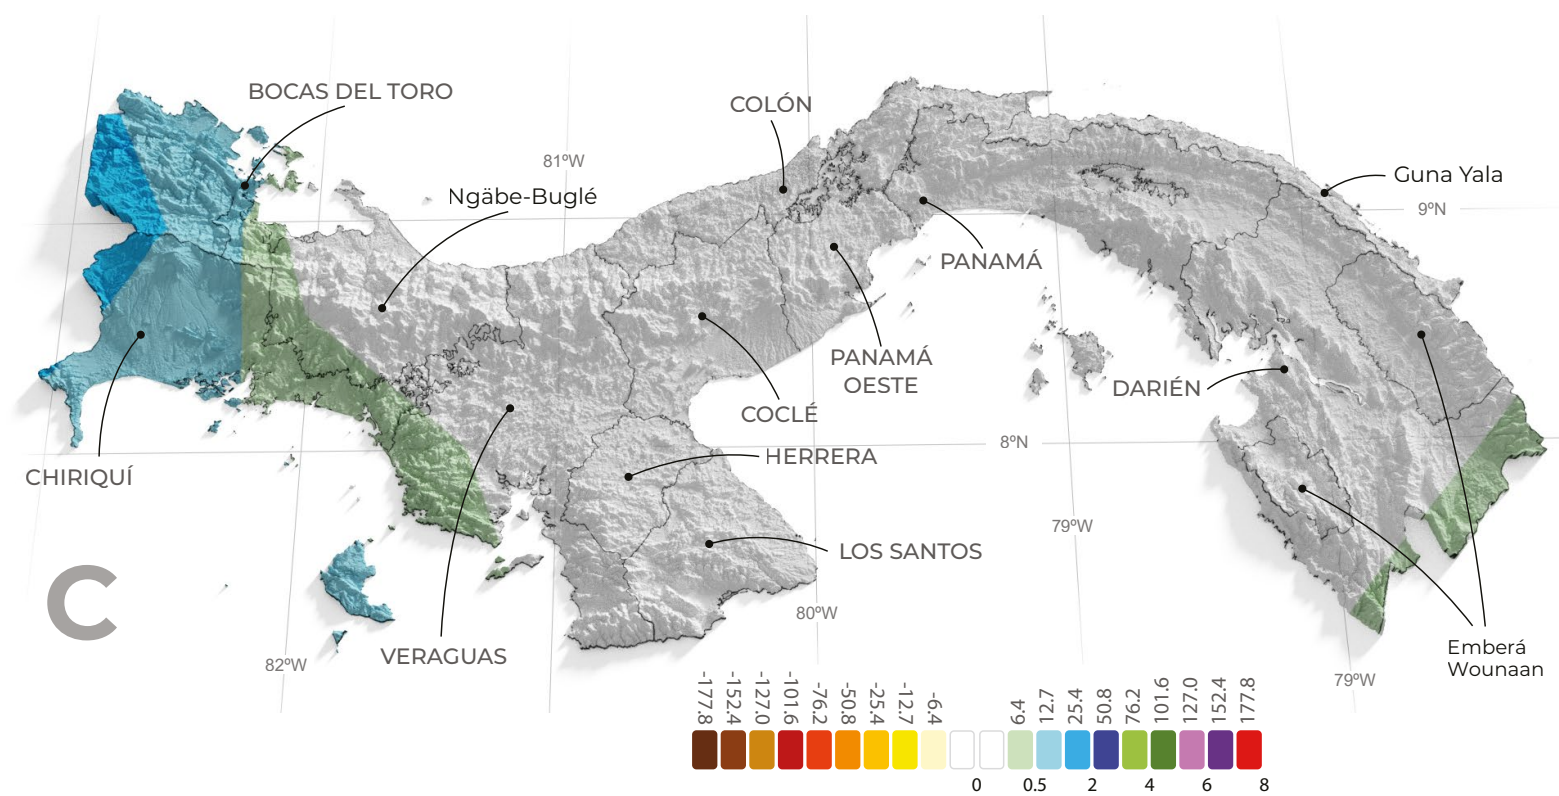 BOCAS DEL TORO
COLÓN
81ºW
Ngäbe-Buglé
Guna Yala
9ºN
PANAMÁ
PANAMÁ
OESTE
DARIÉN
COCLÉ
8ºN
HERRERA
CHIRIQUÍ
79ºW
LOS SANTOS
C
80ºW
VERAGUAS
82ºW
Emberá
Wounaan
79ºW
-177.8
-152.4
-127.0
-101.6
-76.2
-50.8
-25.4
-12.7
-6.4
6.4
12.7
25.4
50.8
76.2
101.6
127.0
152.4
177.8
0 0.5 2 4 6 8